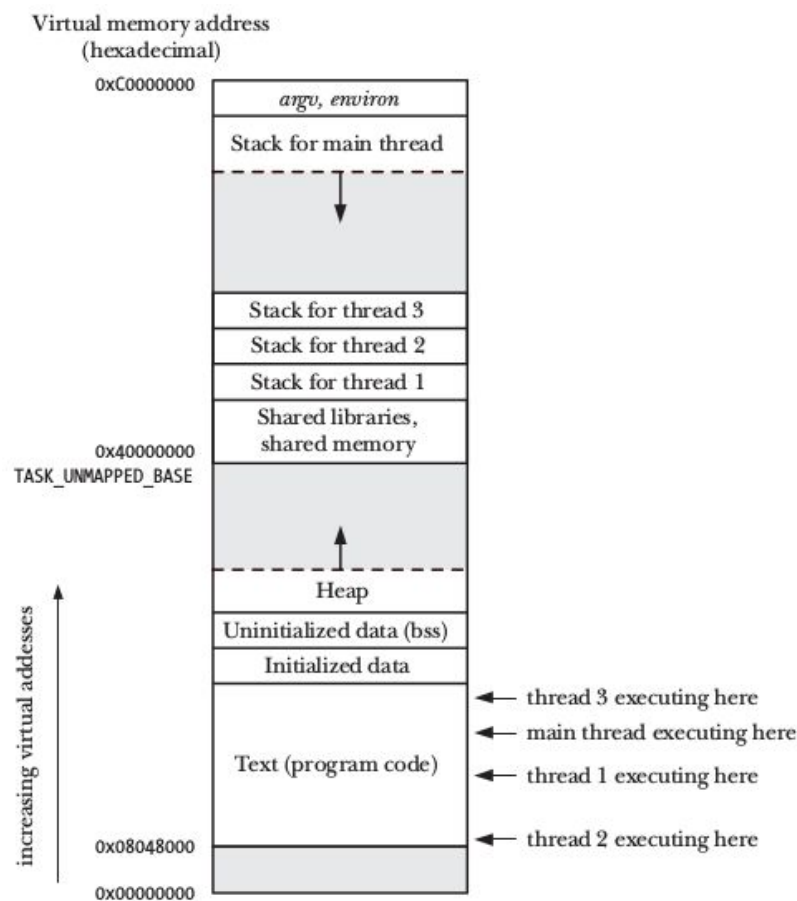 Virtual memory address
(hexadecimal)
0xC0000000
argv, environ
Stack for main thread
Stack for thread 3
Stack for thread 2
Stack for thread 1
Shared libraries,
shared memory
0x40000000
TASK_UNMAPPED_BASE
Heap
Uninitialized data (bss)
Initialized data
thread 3 executing here
main thread executing here
Text (program code)
thread 1 executing here
thread 2 executing here
0x08048000
0x00000000
increasing virtual addesses